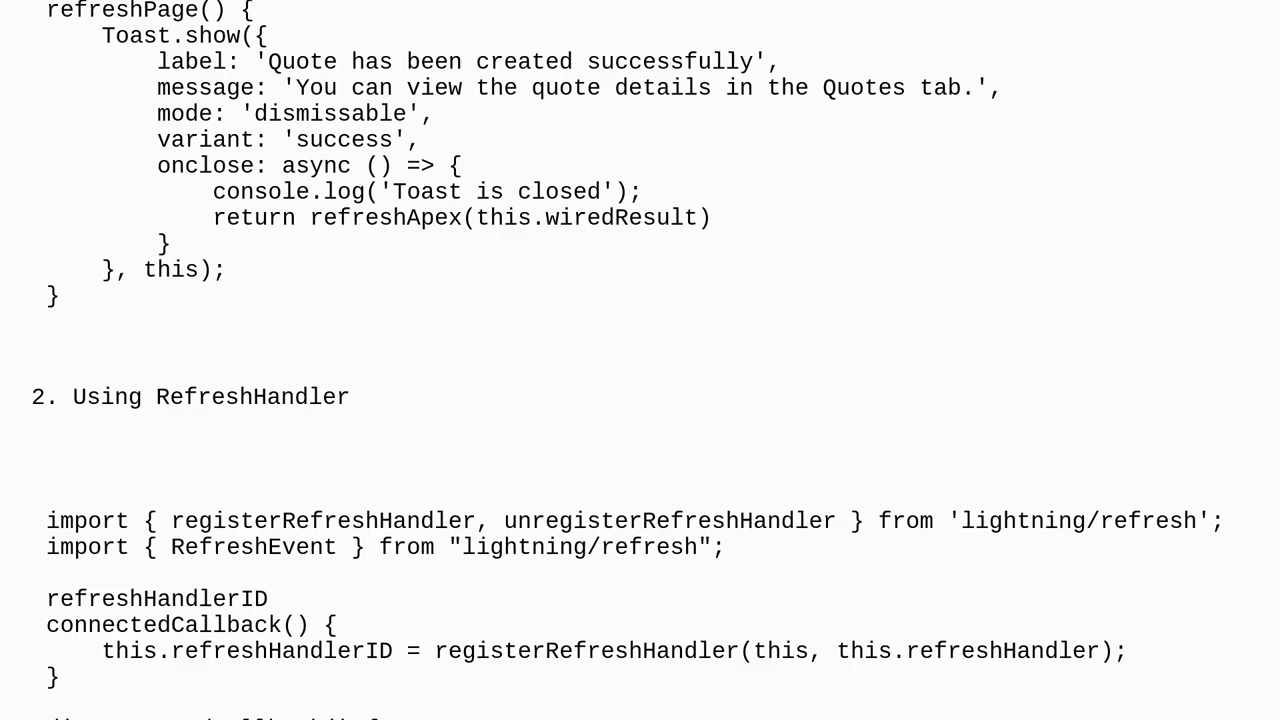 refreshPage() {
    Toast.show({
        label: 'Quote has been created successfully',
        message: 'You can view the quote details in the Quotes tab.',
        mode: 'dismissable',
        variant: 'success',
        onclose: async () => {
            console.log('Toast is closed');
            return refreshApex(this.wiredResult)
        }
    }, this);
}
2. Using RefreshHandler
import { registerRefreshHandler, unregisterRefreshHandler } from 'lightning/refresh';
import { RefreshEvent } from "lightning/refresh";
refreshHandlerID
connectedCallback() {
    this.refreshHandlerID = registerRefreshHandler(this, this.refreshHandler);
}